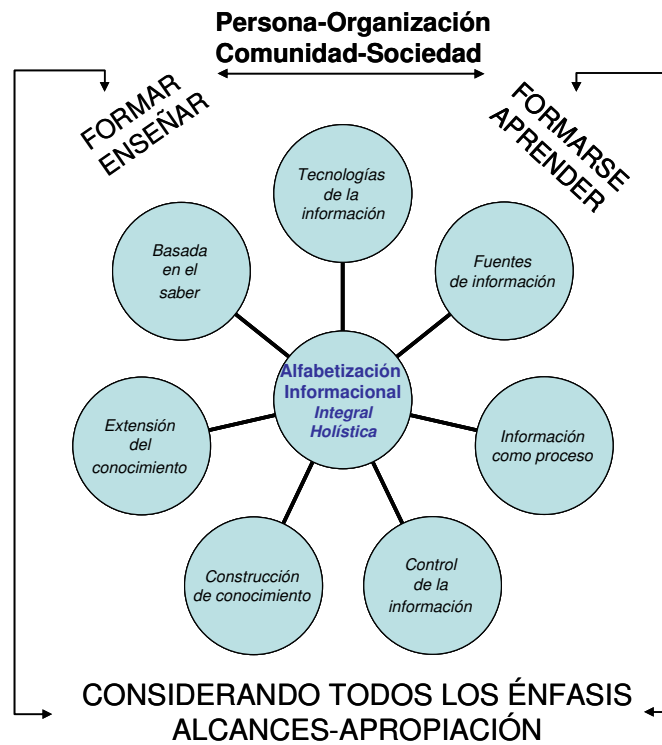 Persona-Organización
Comunidad-Sociedad
FORMAR
ENSEÑAR
FORMARSE
APRENDER
Tecnologías
de la
información
Basada
en el
saber
Fuentes
de información
Alfabetización
Informacional
Integral
Holística
Extensión
del
conocimiento
Información
como proceso
Construcción
de conocimiento
Control
de la
información
CONSIDERANDO TODOS LOS ÉNFASIS
ALCANCES-APROPIACIÓN